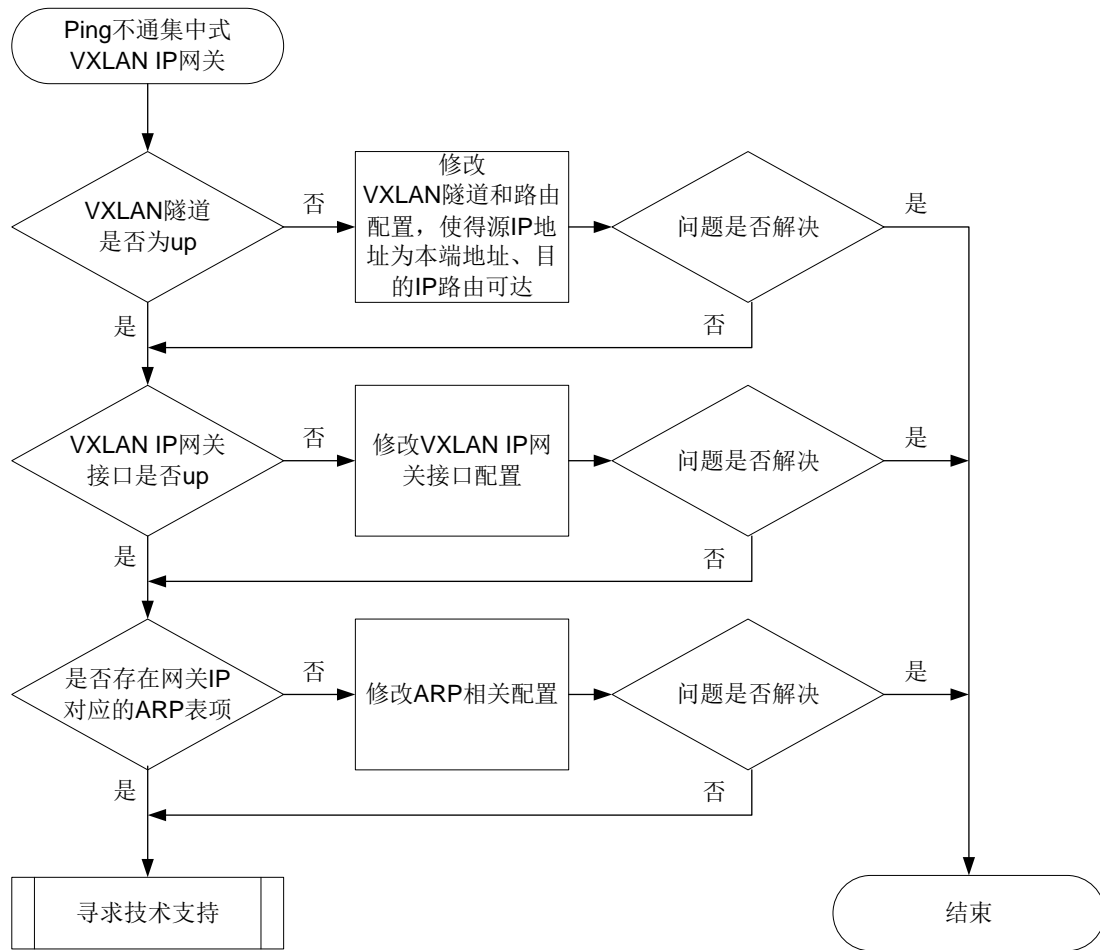 Ping不通集中式
VXLAN IP网关
VXLAN隧道
是否为up
否
修改
VXLAN隧道和路由
配置，使得源IP地
址为本端地址、目
的IP路由可达
问题是否解决
是
是
否
VXLAN IP网关
接口是否up
否
修改VXLAN IP网
关接口配置
问题是否解决
是
是
否
是否存在网关IP
对应的ARP表项
否
修改ARP相关配置
问题是否解决
是
是
否
寻求技术支持
结束